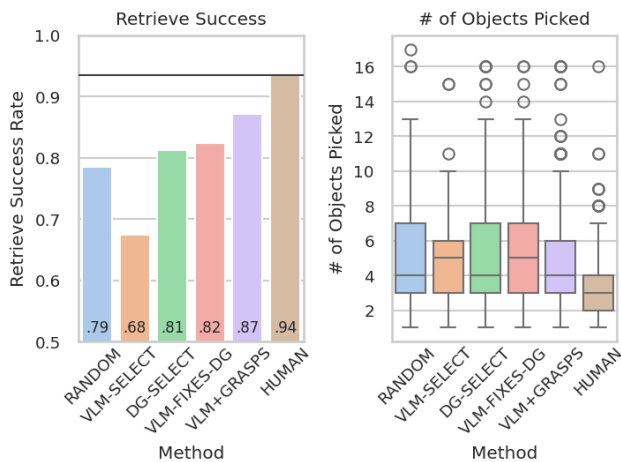 Retrieve Success
Retrieve Success Rate
1.0
0.9
0.8
0.7
0.6
0.5
.79 .68 .81 .82 .87 .94
RANDOM
VLM-SELECT
DG-SELECT
VLM-FIXES-DG
VLM+GRASPS
HUMAN
Method
# of Objects Picked
# of Objects Picked
16
14
12
10
8
6
4
2
RANDOM
VLM-SELECT
DG-SELECT
VLM-FIXES-DG
VLM+GRASPS
HUMAN
Method